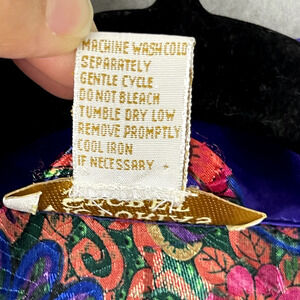 MACHINE WASH COLD
SEPARATELY
GENTLE CYCLE
DO NOT BLEACH
TUMBLE DRY LOW
REMOVE PROMPTLY
COOL IRON
IF NECESSARY